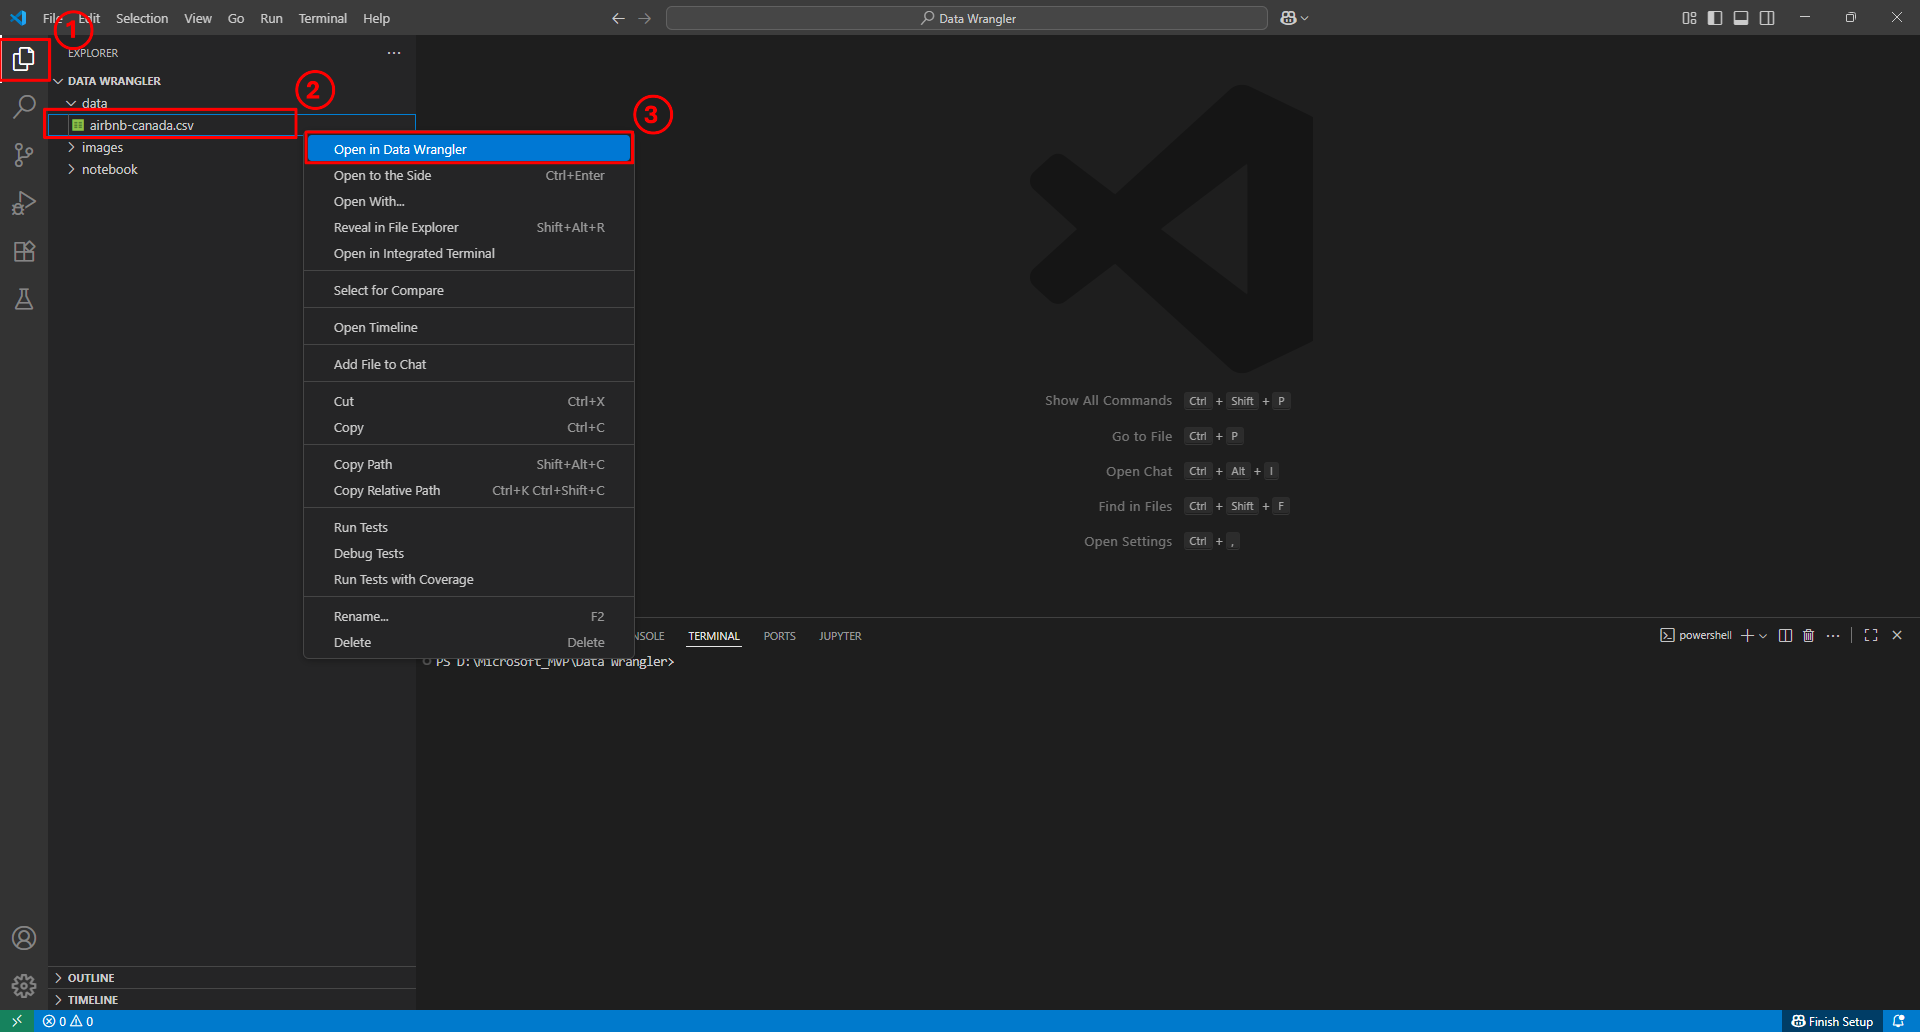 File Edit Selection View Go Run Terminal Help
Data Wrangler
1
EXPLORER
DATA WRANGLER
data
2
airbnb-canada.csv
images
notebook
3
Open in Data Wrangler
Open to the Side Ctrl+Enter
Open With...
Reveal in File Explorer Shift+Alt+R
Open in Integrated Terminal
Select for Compare
Open Timeline
Add File to Chat
Cut Ctrl+X
Copy Ctrl+C
Copy Path Shift+Alt+C
Copy Relative Path Ctrl+K Ctrl+Shift+C
Run Tests
Debug Tests
Run Tests with Coverage
Rename... F2
Delete Delete
Show All Commands Ctrl + Shift + P
Go to File Ctrl + P
Open Chat Ctrl + Alt + I
Find in Files Ctrl + Shift + F
Open Settings Ctrl + ,
NSOLE TERMINAL PORTS JUPYTER
powershell
PS D:\Microsoft_MVP\Data Wrangler>
OUTLINE
TIMELINE
0 0
Finish Setup